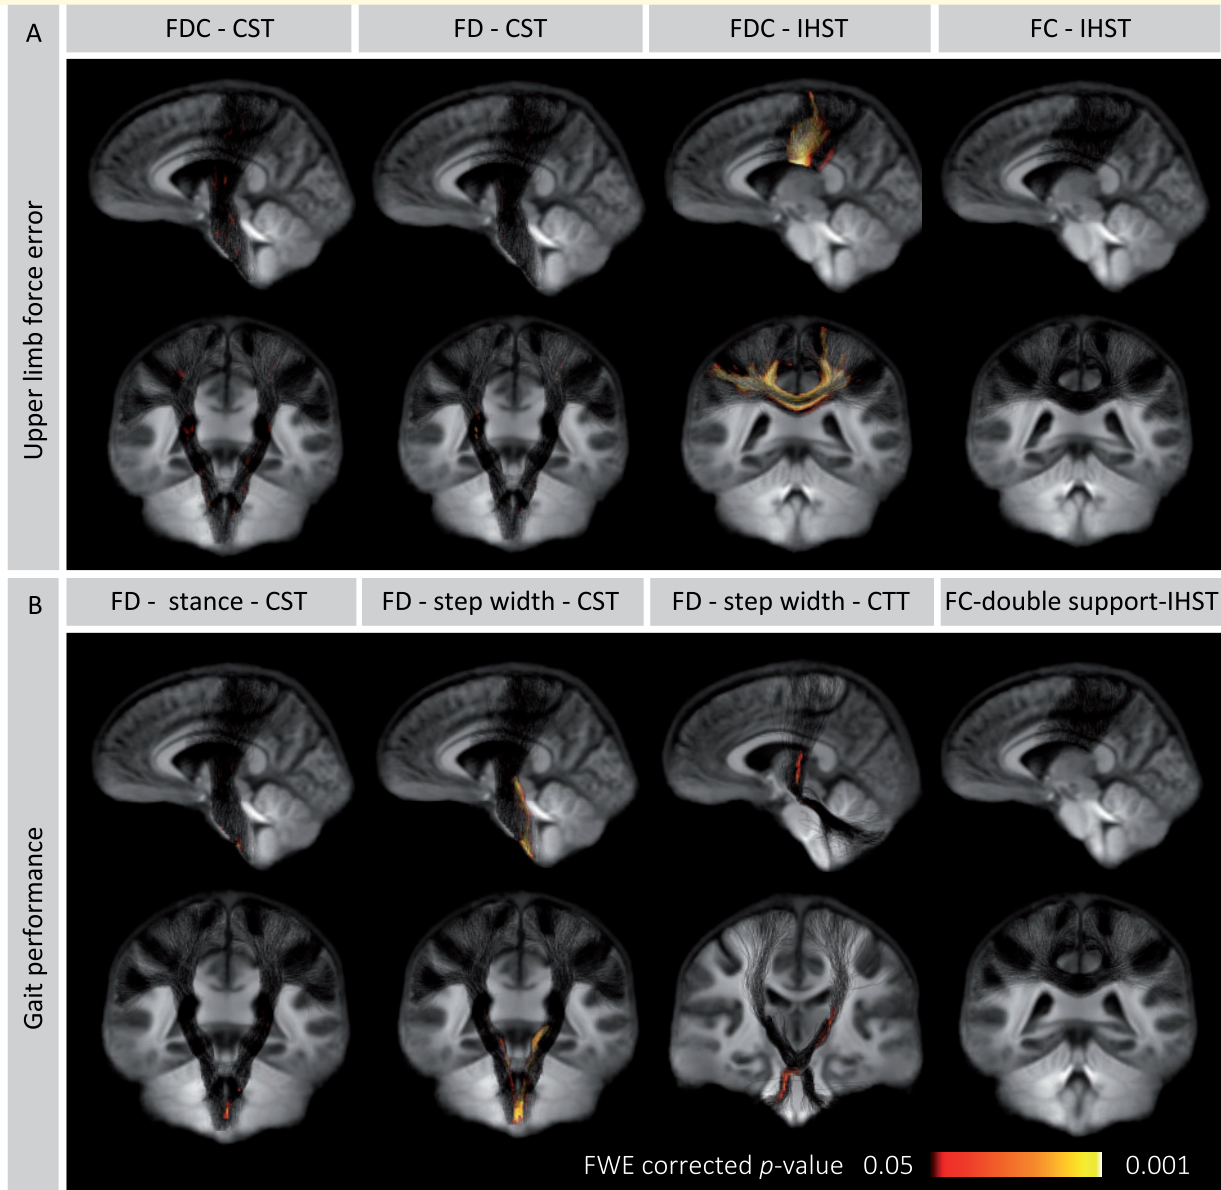 A
FDC - CST
FD - CST
FDC - IHST
FC - IHST
Upper limb force error
B
FD -  stance - CST
FD - step width - CST
FD - step width - CTT
FC-double support-IHST
Gait performance
FWE corrected p-value 0.05
0.001